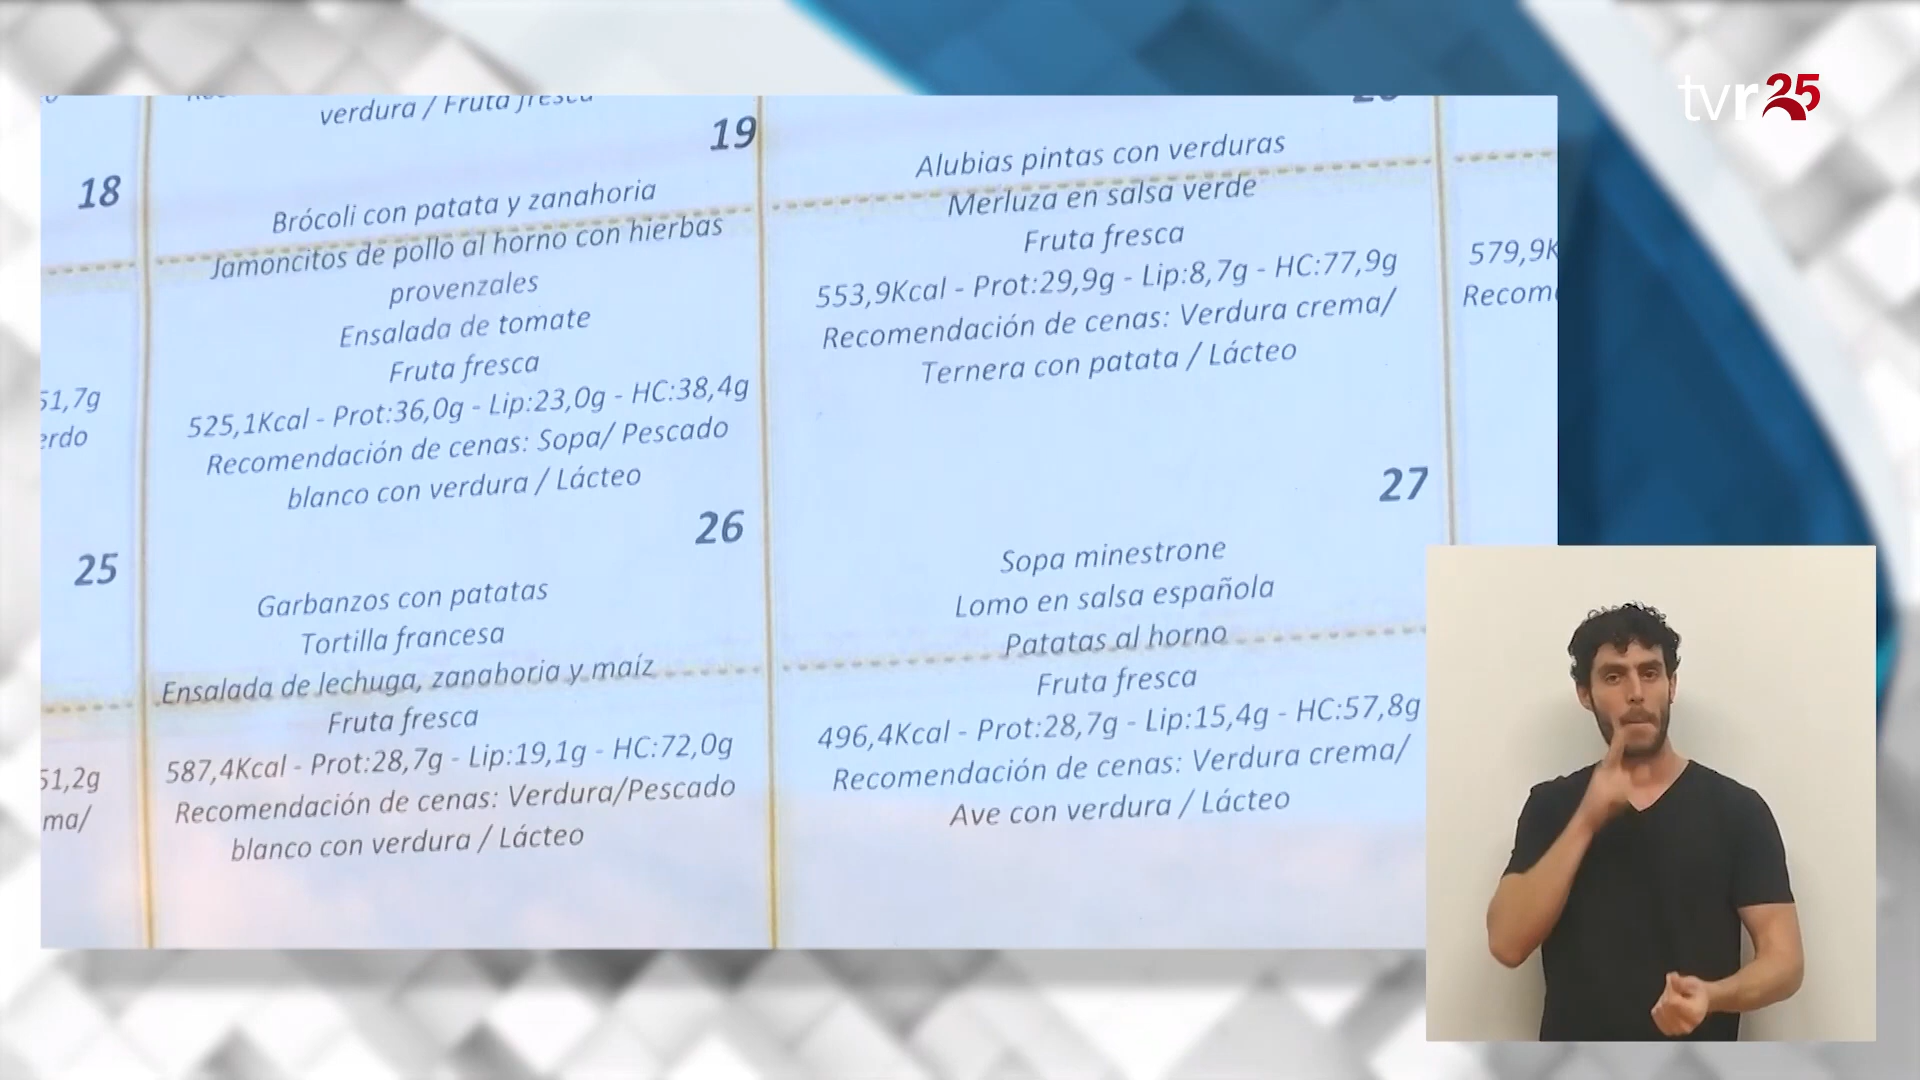 tvr25
verdura / Fruta fresca
18
51,7g
erdo
25
51,2g
ma/
19
Brócoli con patata y zanahoria
Jamoncitos de pollo al horno con hierbas
provenzales
Ensalada de tomate
Fruta fresca
525,1Kcal - Prot:36,0g - Lip:23,0g - HC:38,4g
Recomendación de cenas: Sopa/ Pescado
blanco con verdura / Lácteo
26
Garbanzos con patatas
Tortilla francesa
Ensalada de lechuga, zanahoria y maíz
Fruta fresca
587,4Kcal - Prot:28,7g - Lip:19,1g - HC:72,0g
Recomendación de cenas: Verdura/Pescado
blanco con verdura / Lácteo
Alubias pintas con verduras
Merluza en salsa verde
Fruta fresca
553,9Kcal - Prot:29,9g - Lip:8,7g - HC:77,9g
Recomendación de cenas: Verdura crema/
Ternera con patata / Lácteo
27
Sopa minestrone
Lomo en salsa española
Patatas al horno
Fruta fresca
496,4Kcal - Prot:28,7g - Lip:15,4g - HC:57,8g
Recomendación de cenas: Verdura crema/
Ave con verdura / Lácteo
579,9K
Recom